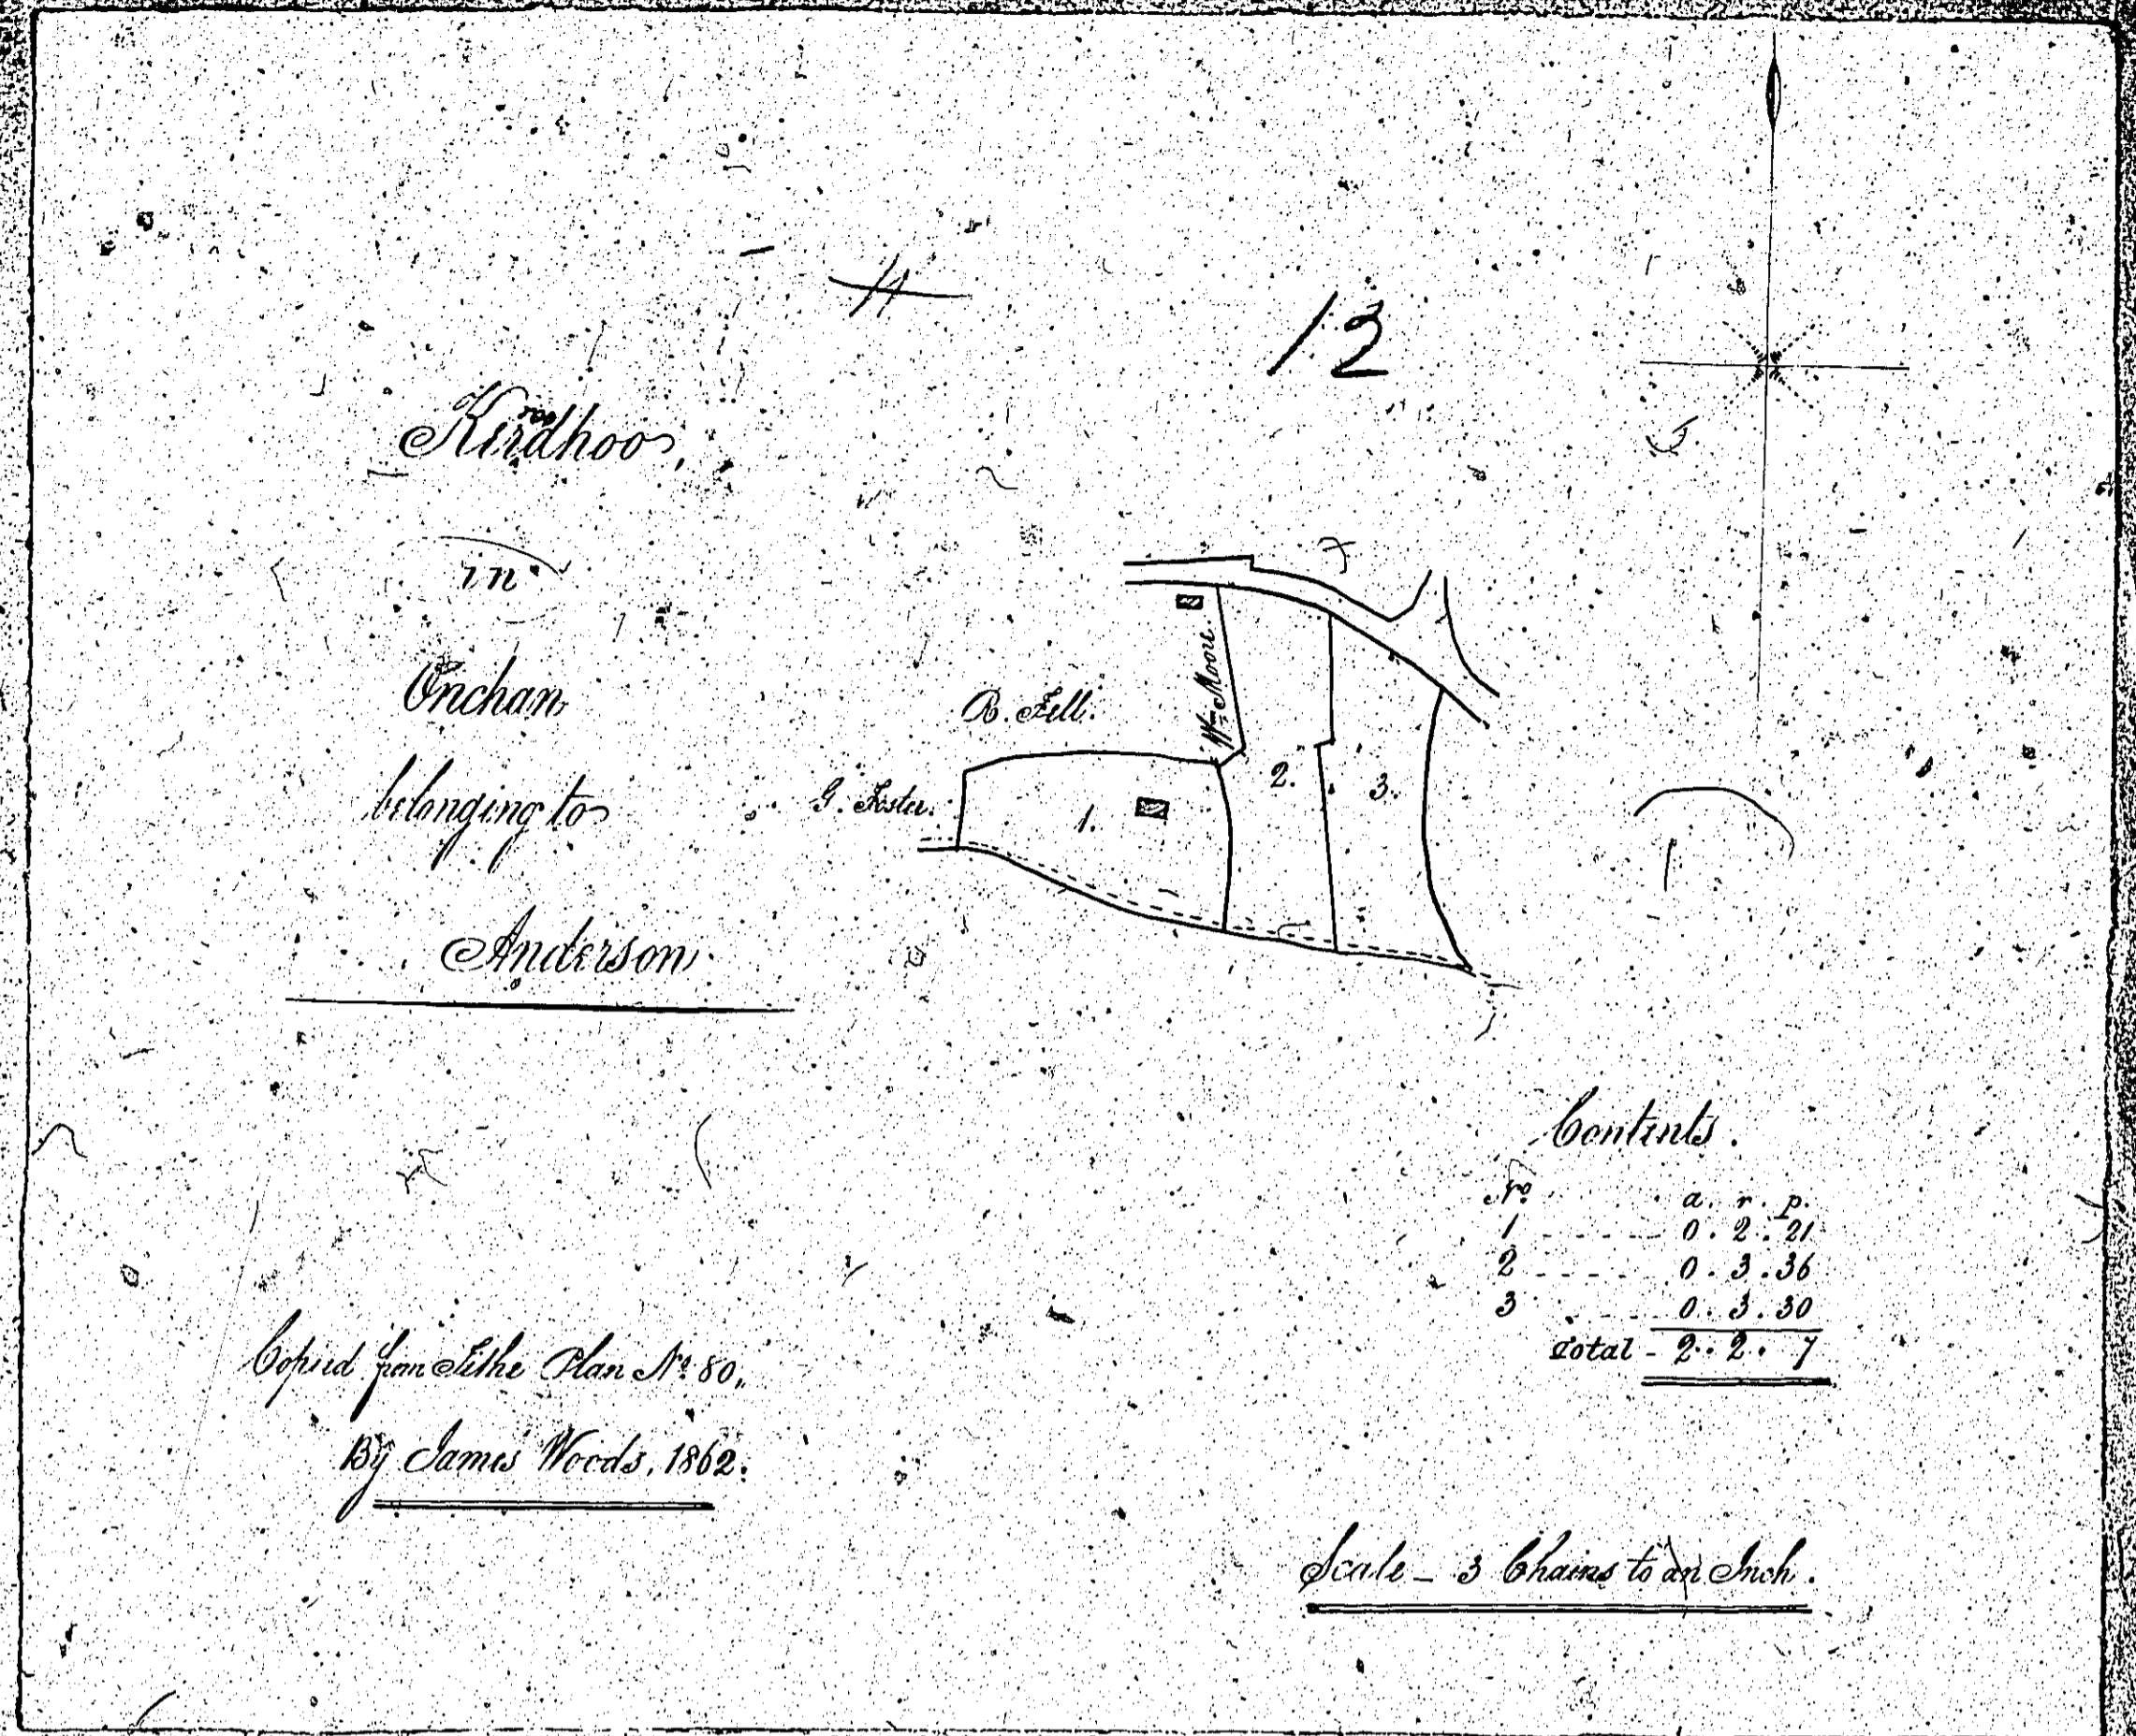 11
12
Kirdhoo,
in
Onchan
belonging to
Anderson
R. Fell.
Wm Moore.
G. Foster.
1.
2.
3.
Contents.
No a. r. p.
1 - - - - - 0. 2. 21
2 - - - - 0. 3. 36
3 - - - 0. 3. 30
Total - 2. 2. 7
Copied from Tithe Plan No 80,,
By James Woods, 1862.
Scale - 3 Chains to an Inch.